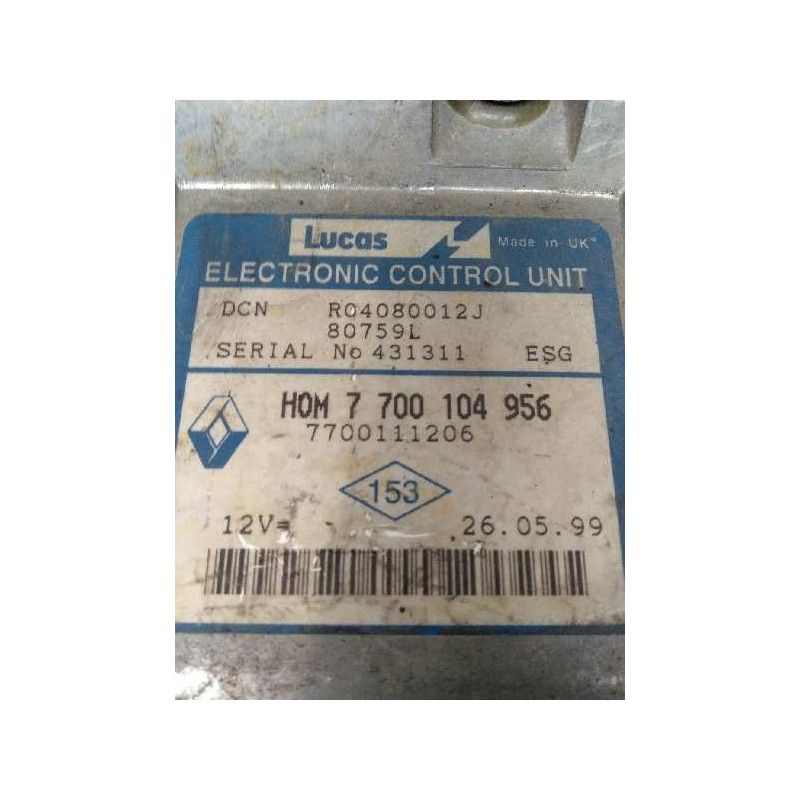 Lucas Made in UK
ELECTRONIC CONTROL UNIT
DCN R04080012J
80759L
SERIAL No 431311 ESG
HOM 7 700 104 956
7700111206
153
12V= 26.05.99